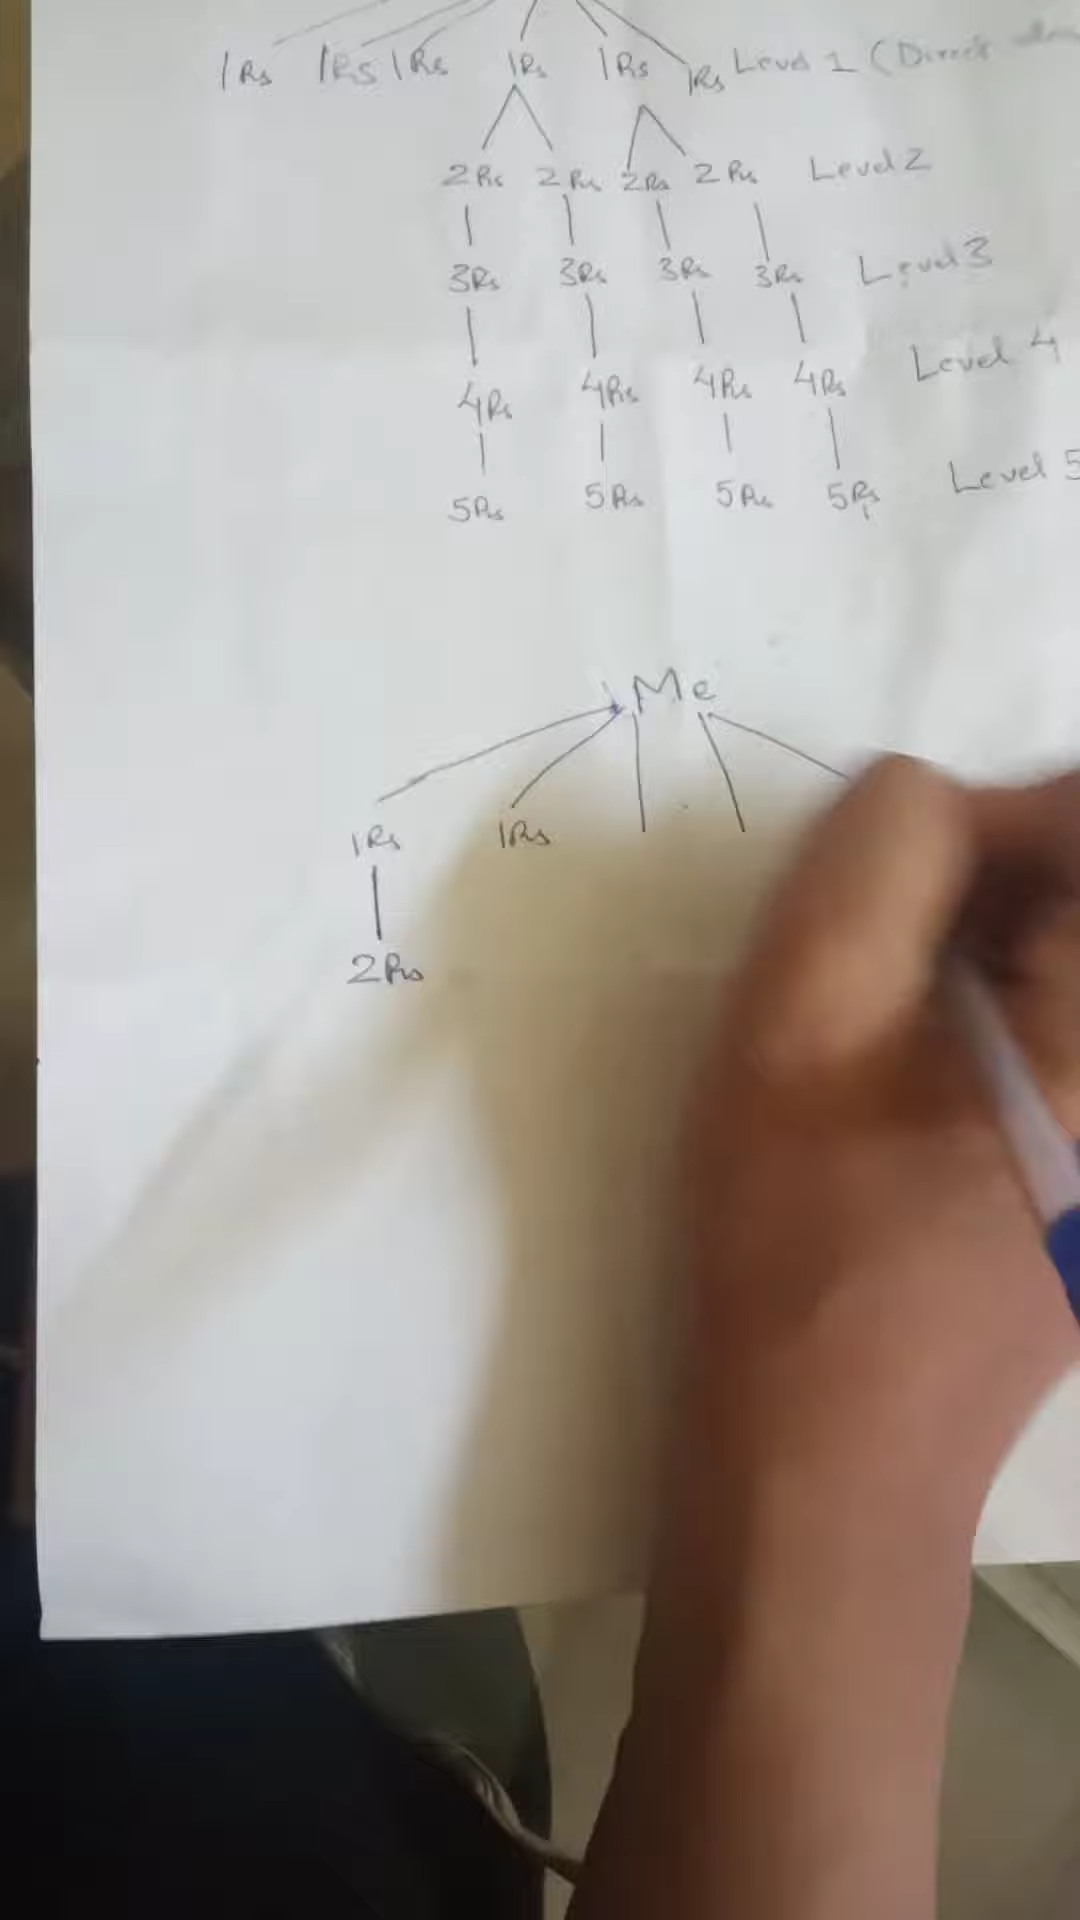 1Rs 1Rs 1Rs 1Rs 1Rs 1Rs Level 1 (Direct
2Rs 2Rs 2Rs 2Rs Level 2
3Rs 3Rs 3Rs 3Rs Level 3
4Rs 4Rs 4Rs 4Rs Level 4
5Rs 5Rs 5Rs 5Rs Level 5
Me
1Rs 1Rs
2Rs